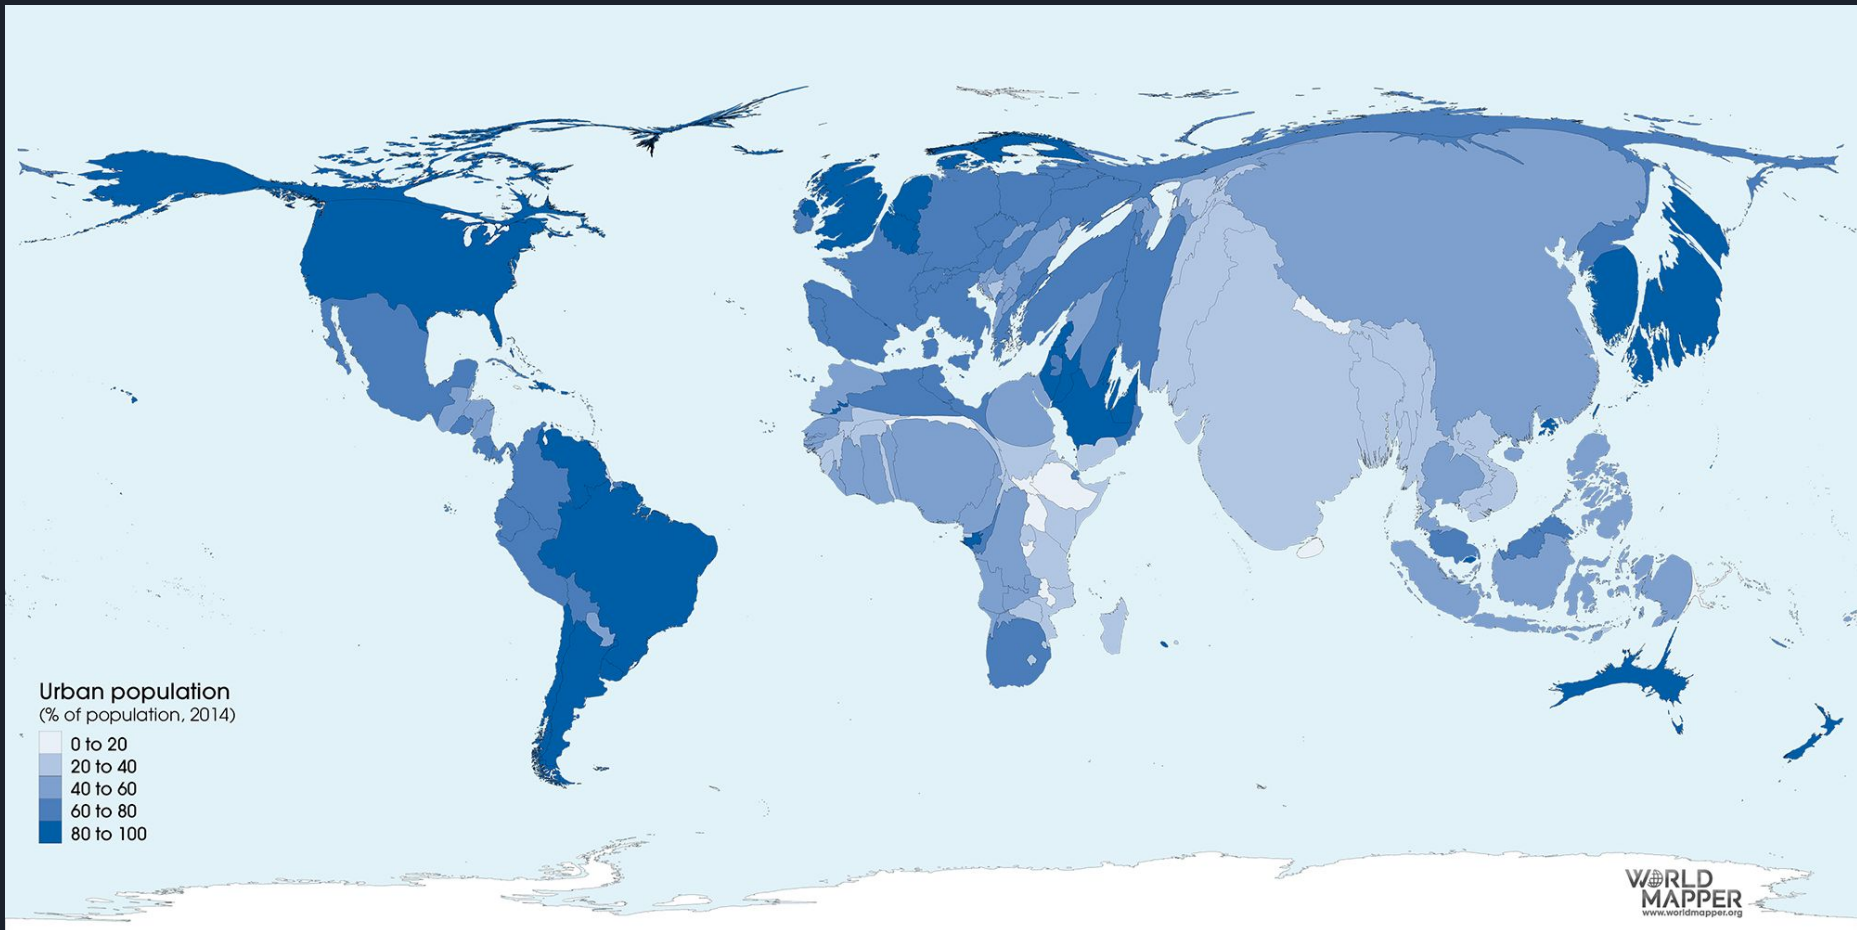 Urban population
(% of population, 2014)
0 to 20
20 to 40
40 to 60
60 to 80
80 to 100
WORLD
MAPPER
www.worldmapper.org